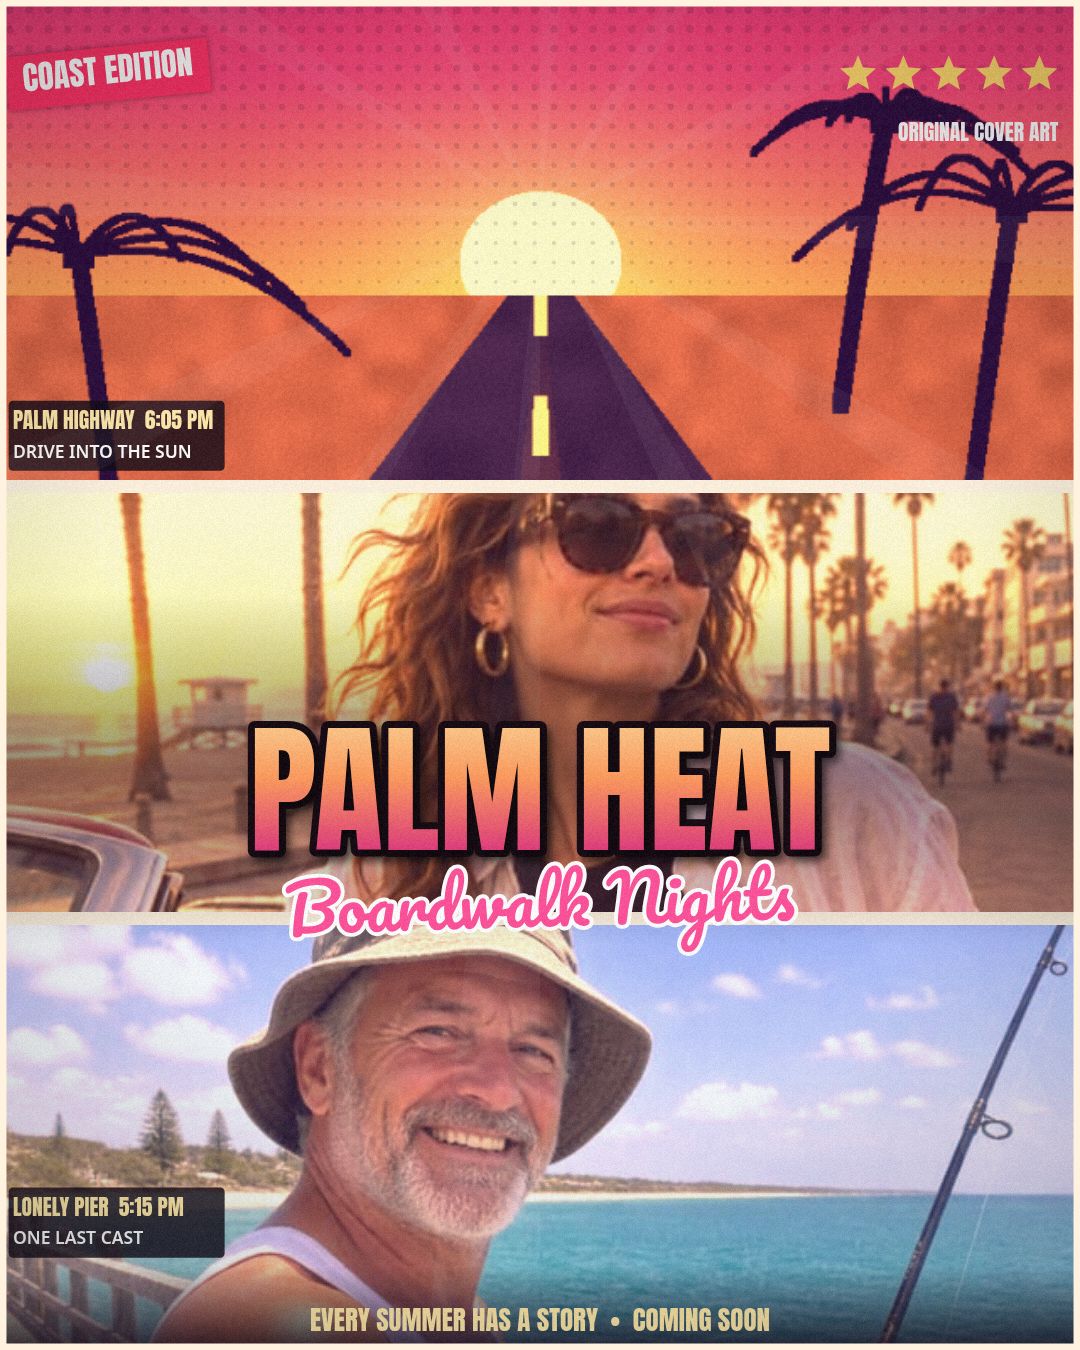 COAST EDITION
ORIGINAL COVER ART
PALM HIGHWAY 6:05 PM
DRIVE INTO THE SUN
PALM HEAT
Boardwalk Nights
LONELY PIER 5:15 PM
ONE LAST CAST
EVERY SUMMER HAS A STORY • COMING SOON